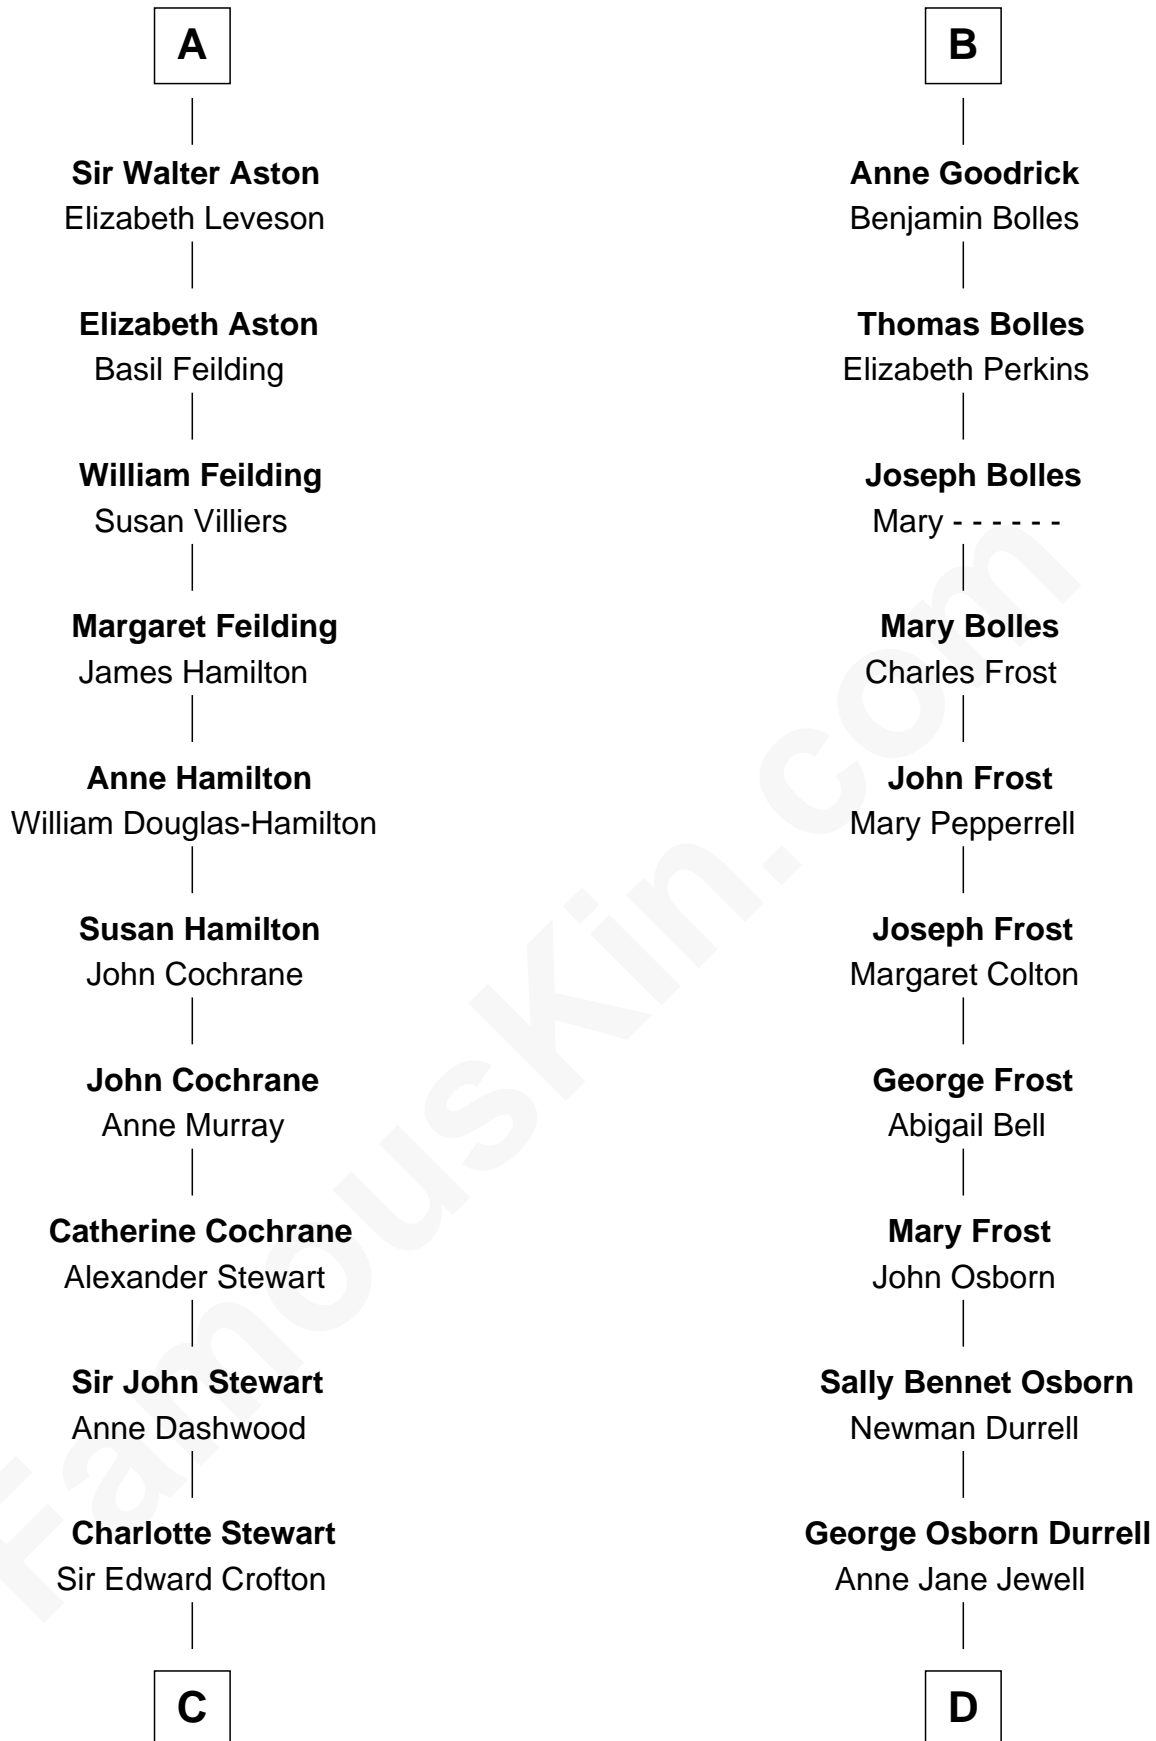 A
Sir Walter Aston
Elizabeth Leveson
Elizabeth Aston
Basil Feilding
William Feilding
Susan Villiers
Margaret Feilding
James Hamilton
Anne Hamilton
William Douglas-Hamilton
Susan Hamilton
John Cochrane
John Cochrane
Anne Murray
Catherine Cochrane
Alexander Stewart
Sir John Stewart
Anne Dashwood
Charlotte Stewart
Sir Edward Crofton
C
B
Anne Goodrick
Benjamin Bolles
Thomas Bolles
Elizabeth Perkins
Joseph Bolles
Mary - - - - - -
Mary Bolles
Charles Frost
John Frost
Mary Pepperrell
Joseph Frost
Margaret Colton
George Frost
Abigail Bell
Mary Frost
John Osborn
Sally Bennet Osborn
Newman Durrell
George Osborn Durrell
Anne Jane Jewell
D
FamousKin.com